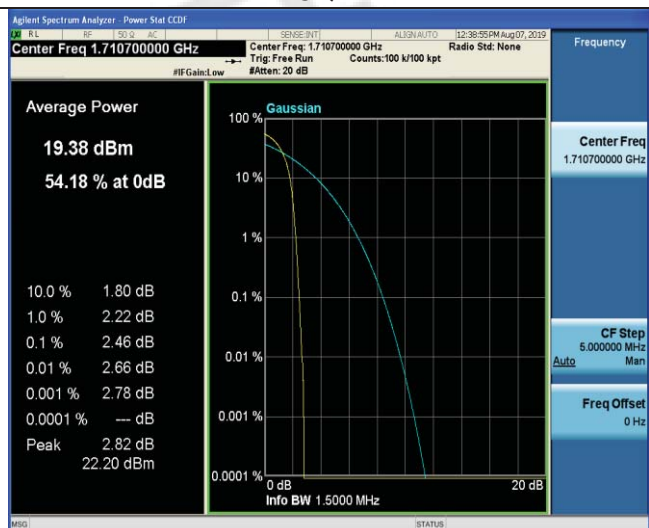 Agilent Spectrum Analyzer - Power Stat CCDF
RL RF 50 Ω AC SENSE:INT ALIGN AUTO 12:38:55 PM Aug 07, 2019
Center Freq 1.710700000 GHz
Center Freq: 1.710700000 GHz Radio Std: None
Trig: Free Run Counts:100 k/100 kpt
#IFGain:Low #Atten: 20 dB
Frequency
Average Power
19.38 dBm
54.18 % at 0dB
10.0 % 1.80 dB
1.0 % 2.22 dB
0.1 % 2.46 dB
0.01 % 2.66 dB
0.001 % 2.78 dB
0.0001 % --- dB
Peak 2.82 dB
22.20 dBm
Gaussian
100 %
10 %
1 %
0.1 %
0.01 %
0.001 %
0.0001 %
0 dB 20 dB
Info BW 1.5000 MHz
Center Freq
1.710700000 GHz
CF Step
5.000000 MHz
Auto Man
Freq Offset
0 Hz
MSG STATUS